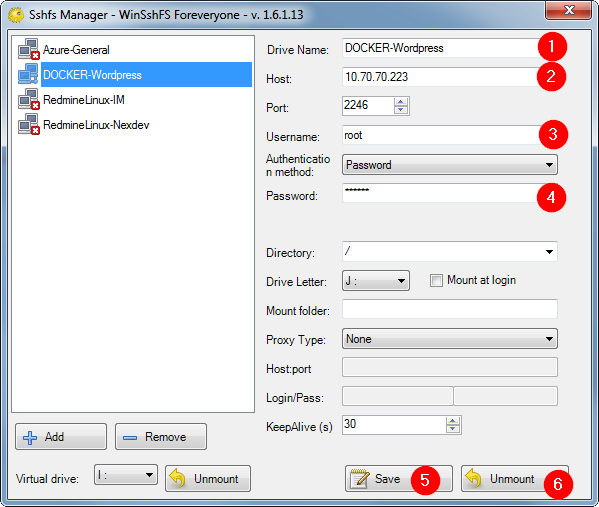 Sshfs Manager - WinSshFS Foreveryone - v. 1.6.1.13
Azure-General
DOCKER-Wordpress
RedmineLinux-IM
RedmineLinux-Nexdev
Drive Name: DOCKER-Wordpress 1
Host: 10.70.70.223 2
Port: 2246
Username: root 3
Authenticatio
n method: Password
Password: ****** 4
Directory: /
Drive Letter: J : Mount at login
Mount folder:
Proxy Type: None
Host:port
Login/Pass:
KeepAlive (s) 30
Add Remove
Virtual drive: I : Unmount
Save 5 Unmount 6